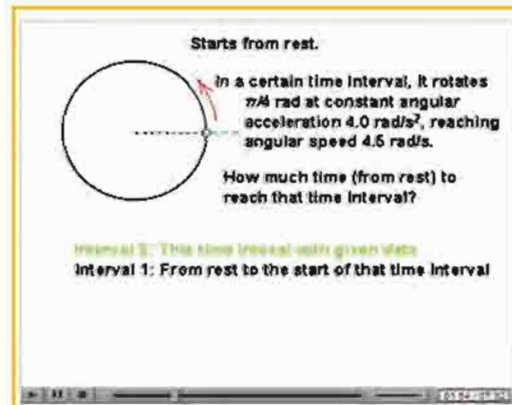 Starts from rest.
In a certain time interval, it rotates
π/4 rad at constant angular
acceleration 4.0 rad/s², reaching
angular speed 4.5 rad/s.
How much time (from rest) to
reach that time interval?
Interval 2: This time interval with given data
Interval 1: From rest to the start of that time interval